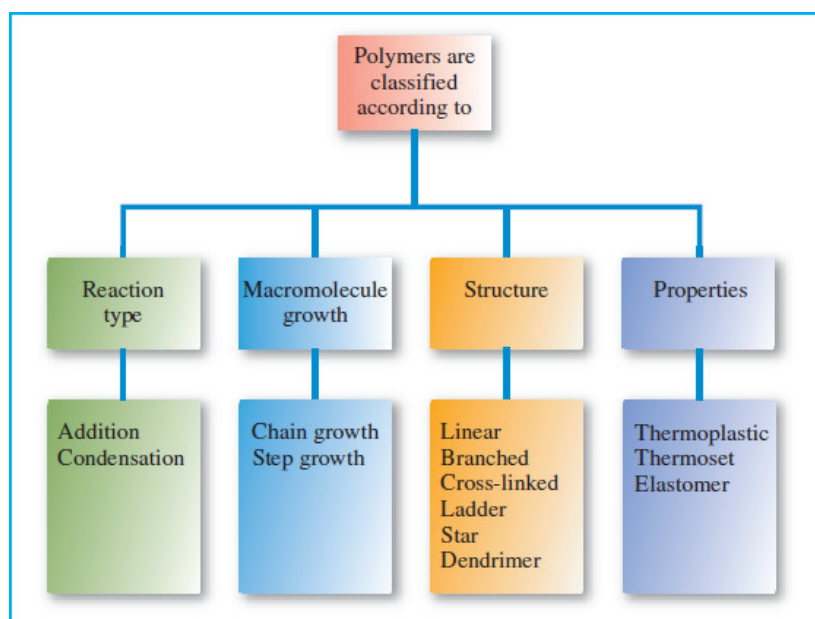 Polymers are
classified
according to
Reaction
type
Macromolecule
growth
Structure
Properties
Addition
Condensation
Chain growth
Step growth
Linear
Branched
Cross-linked
Ladder
Star
Dendrimer
Thermoplastic
Thermoset
Elastomer